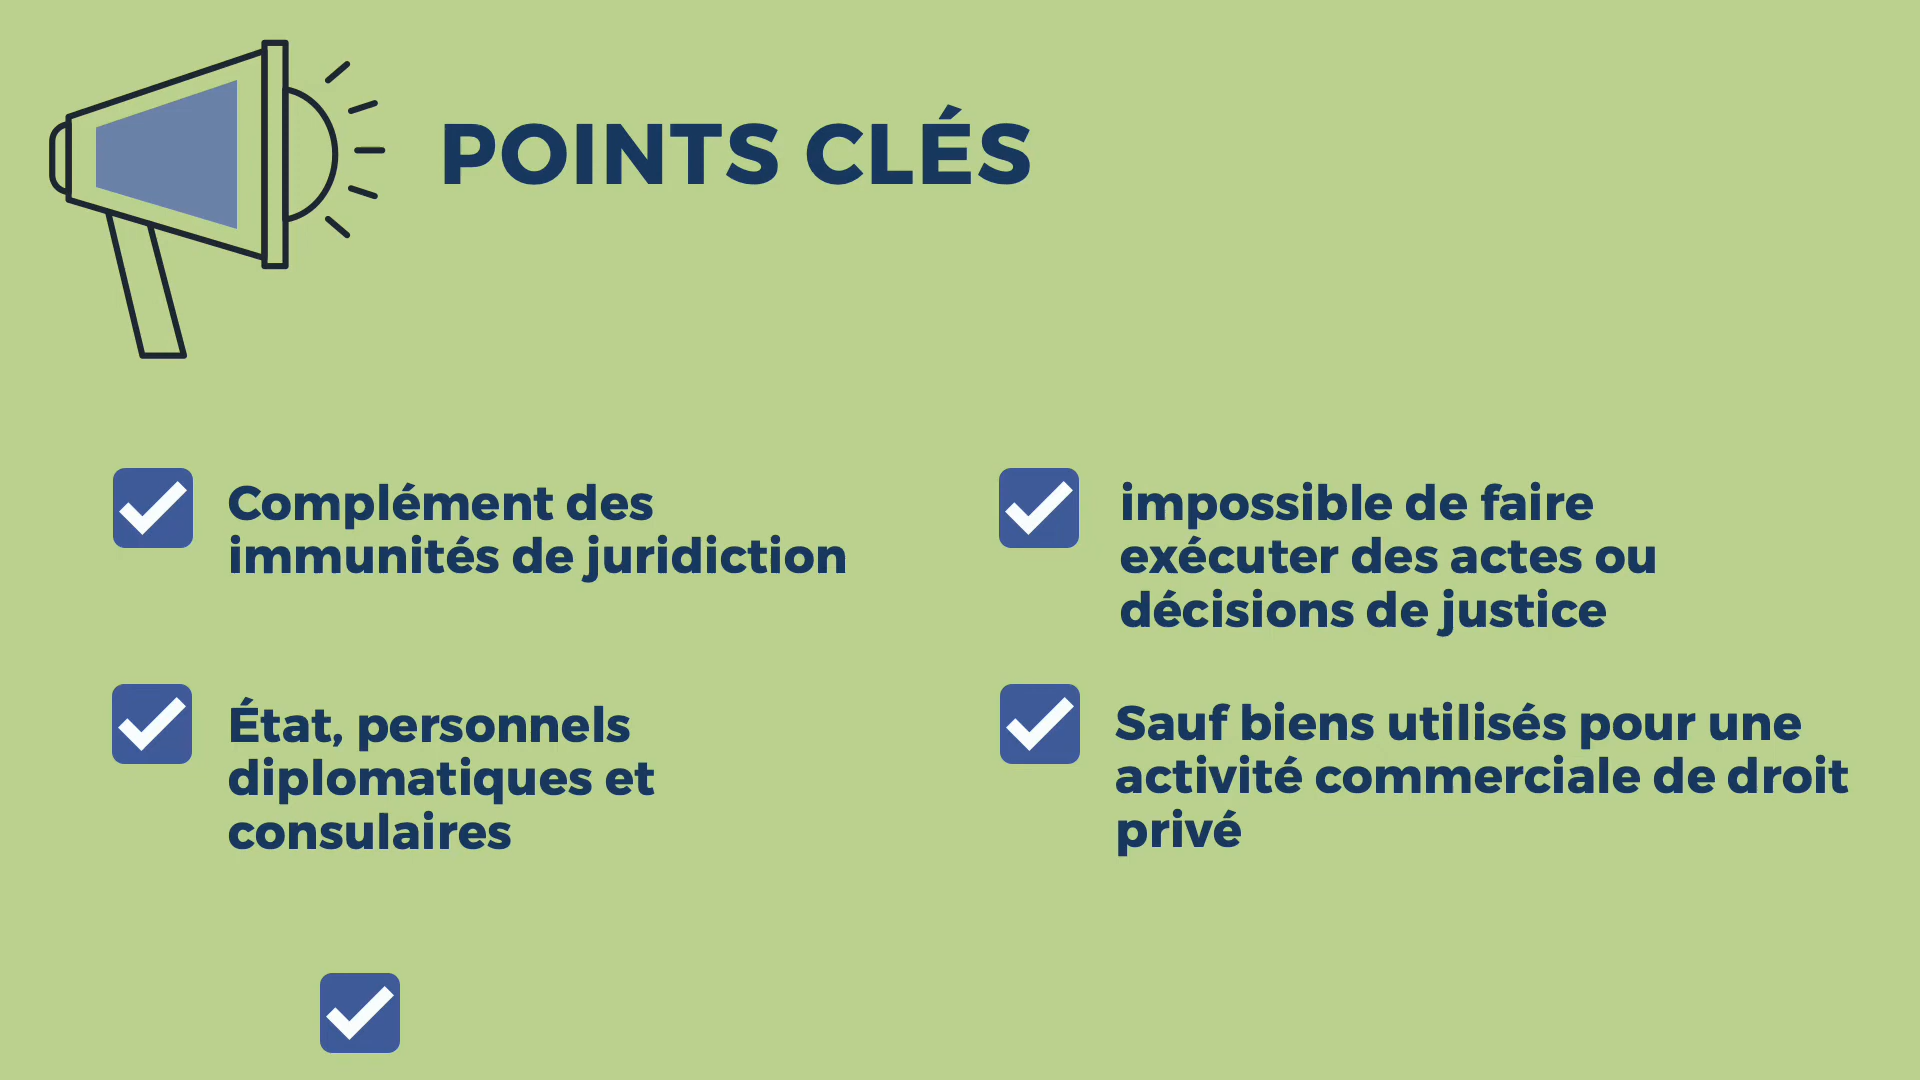 POINTS CLÉS
Complément des
immunités de juridiction
impossible de faire
exécuter des actes ou
décisions de justice
État, personnels
diplomatiques et
consulaires
Sauf biens utilisés pour une
activité commerciale de droit
privé